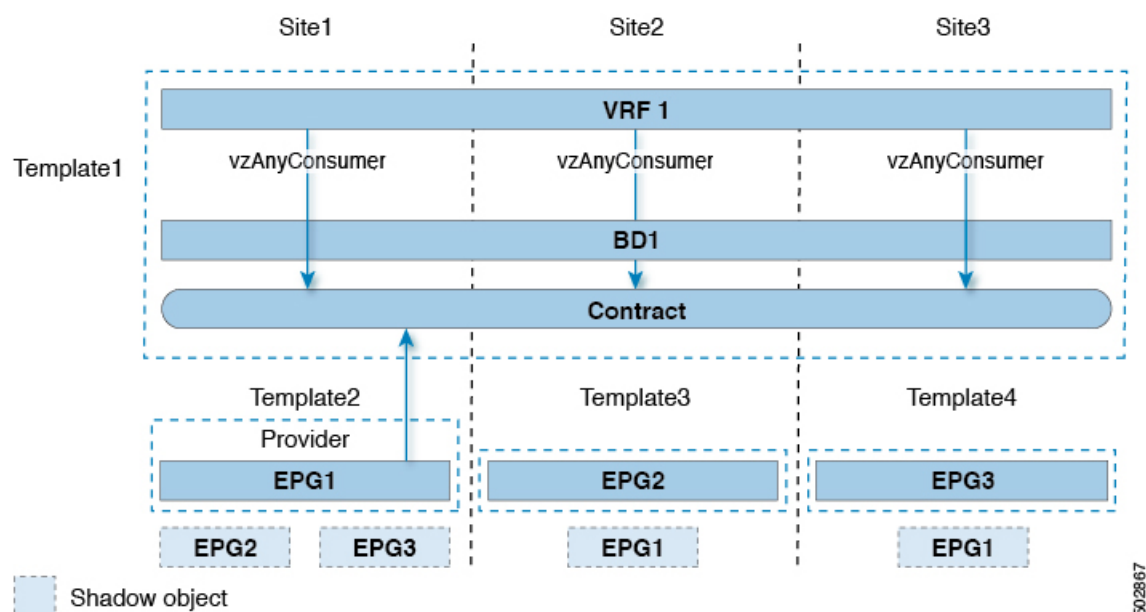 Site1 Site2 Site3
VRF 1
Template1
vzAnyConsumer vzAnyConsumer vzAnyConsumer
BD1
Contract
Template2 Template3 Template4
Provider
EPG1 EPG2 EPG3
EPG2 EPG3 EPG1 EPG1
Shadow object
502867